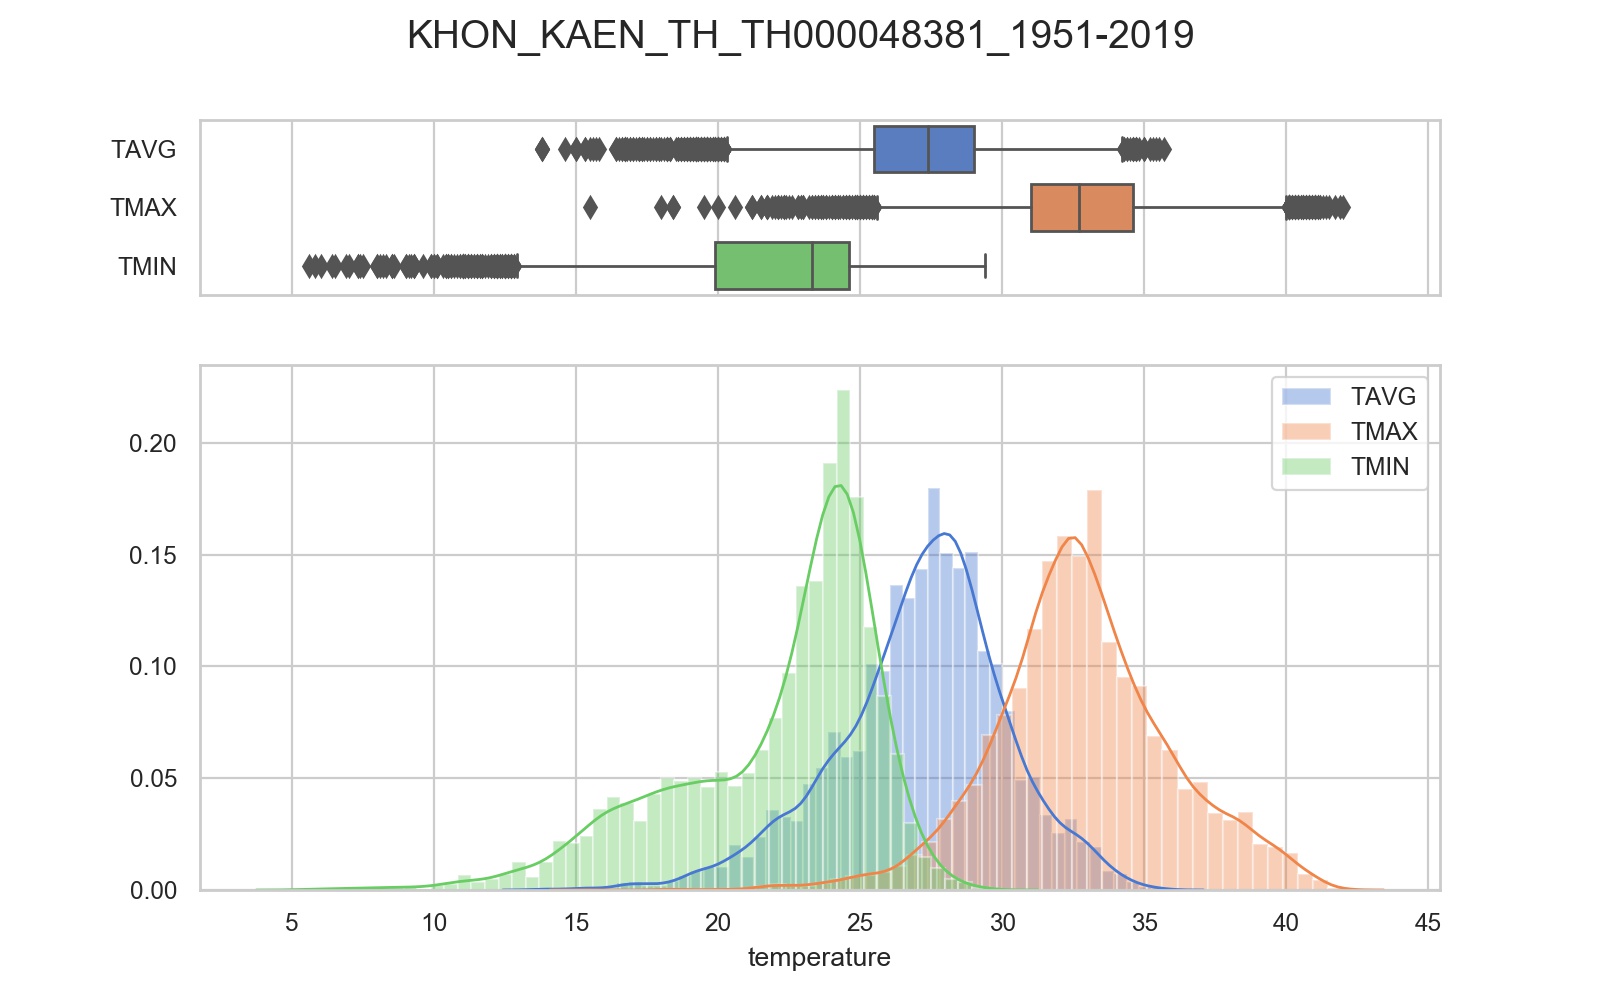 KHON_KAEN_TH_TH000048381_1951-2019
TAVG
TMAX
TMIN
TAVG
TMAX
TMIN
0.20
0.15
0.10
0.05
0.00
5 10 15 20 25 30 35 40 45
temperature